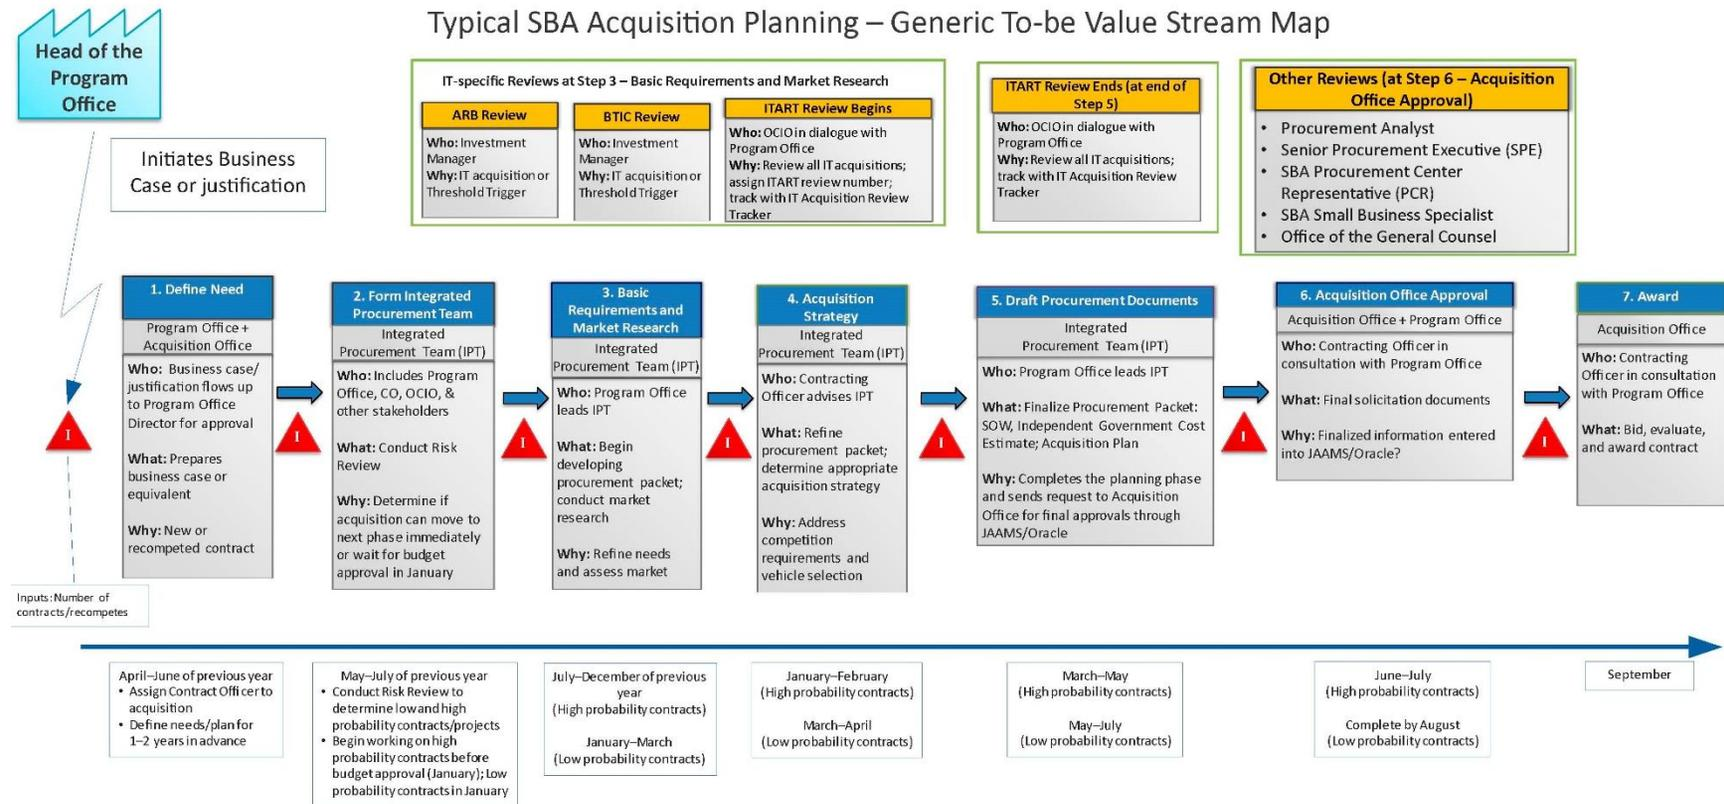 Typical SBA Acquisition Planning – Generic To-be Value Stream Map
Head of the
Program
Office
Initiates Business
Case or justification
IT-specific Reviews at Step 3 – Basic Requirements and Market Research
ARB Review
Who: Investment
Manager
Why: IT acquisition or
Threshold Trigger
BTIC Review
Who: Investment
Manager
Why: IT acquisition or
Threshold Trigger
ITART Review Begins
Who: OCIO in dialogue with
Program Office
Why: Review all IT acquisitions;
assign ITART review number;
track with IT Acquisition Review
Tracker
ITART Review Ends (at end of
Step 5)
Who: OCIO in dialogue with
Program Office
Why: Review all IT acquisitions;
track with IT Acquisition Review
Tracker
Other Reviews (at Step 6 – Acquisition
Office Approval)
• Procurement Analyst
• Senior Procurement Executive (SPE)
• SBA Procurement Center
Representative (PCR)
• SBA Small Business Specialist
• Office of the General Counsel
I
Inputs: Number of
contracts/recompetes
1. Define Need
Program Office +
Acquisition Office
Who: Business case/
justification flows up
to Program Office
Director for approval
What: Prepares
business case or
equivalent
Why: New or
recompeted contract
I
2. Form Integrated
Procurement Team
Integrated
Procurement Team (IPT)
Who: Includes Program
Office, CO, OCIO, &
other stakeholders
What: Conduct Risk
Review
Why: Determine if
acquisition can move to
next phase immediately
or wait for budget
approval in January
I
3. Basic
Requirements and
Market Research
Integrated
Procurement Team (IPT)
Who: Program Office
leads IPT
What: Begin
developing
procurement packet;
conduct market
research
Why: Refine needs
and assess market
I
4. Acquisition
Strategy
Integrated
Procurement Team (IPT)
Who: Contracting
Officer advises IPT
What: Refine
procurement packet;
determine appropriate
acquisition strategy
Why: Address
competition
requirements and
vehicle selection
I
5. Draft Procurement Documents
Integrated
Procurement Team (IPT)
Who: Program Office leads IPT
What: Finalize Procurement Packet:
SOW, Independent Government Cost
Estimate; Acquisition Plan
Why: Completes the planning phase
and sends request to Acquisition
Office for final approvals through
JAAMS/Oracle
I
6. Acquisition Office Approval
Acquisition Office + Program Office
Who: Contracting Officer in
consultation with Program Office
What: Final solicitation documents
Why: Finalized information entered
into JAAMS/Oracle?
I
7. Award
Acquisition Office
Who: Contracting
Officer in consultation
with Program Office
What: Bid, evaluate,
and award contract
April–June of previous year
• Assign Contract Officer to
acquisition
• Define needs/plan for
1–2 years in advance
May–July of previous year
• Conduct Risk Review to
determine low and high
probability contracts/projects
• Begin working on high
probability contracts before
budget approval (January); Low
probability contracts in January
July–December of previous
year
(High probability contracts)
January–March
(Low probability contracts)
January–February
(High probability contracts)
March–April
(Low probability contracts)
March–May
(High probability contracts)
May–July
(Low probability contracts)
June–July
(High probability contracts)
Complete by August
(Low probability contracts)
September